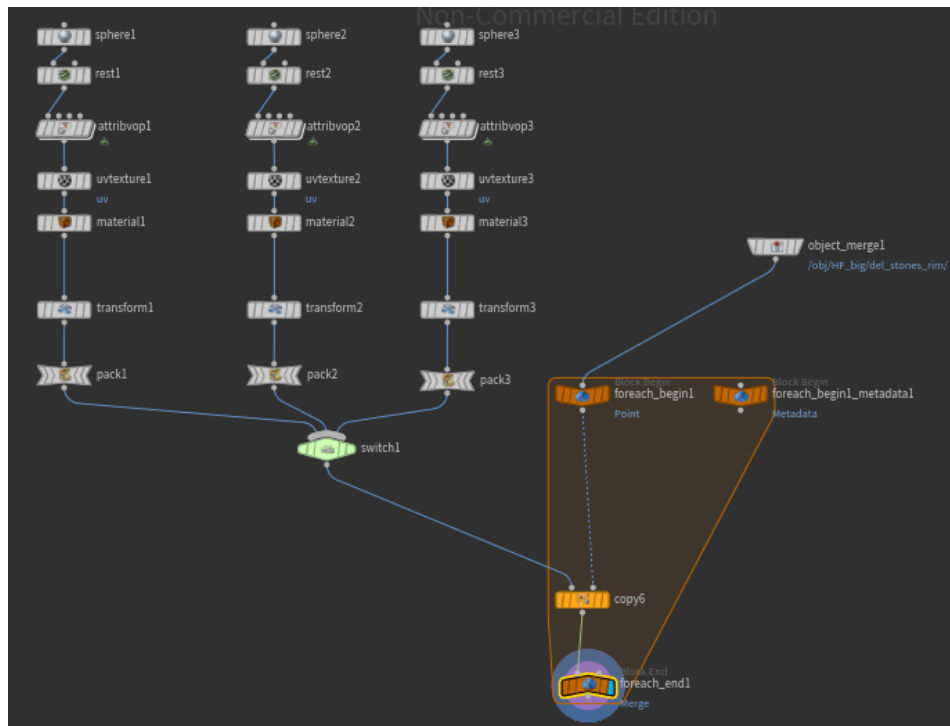 Non-Commercial Edition
sphere1
sphere2
sphere3
rest1
rest2
rest3
attribvop1
attribvop2
attribvop3
uvtexture1
uvtexture2
uvtexture3
uv
uv
uv
material1
material2
material3
object_merge1
/obj/HF_big/del_stones_rim/
transform1
transform2
transform3
pack1
pack2
pack3
Block Begin
Block Begin
foreach_begin1
foreach_begin1_metadata1
Point
Metadata
switch1
copy6
Block End
foreach_end1
Merge